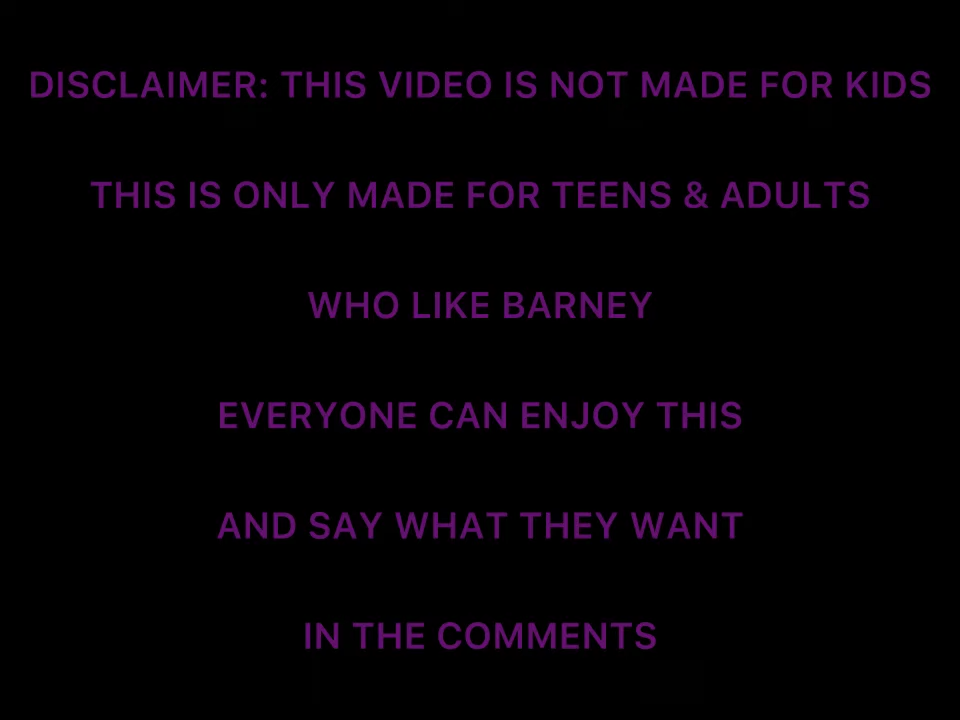 DISCLAIMER: THIS VIDEO IS NOT MADE FOR KIDS
THIS IS ONLY MADE FOR TEENS & ADULTS
WHO LIKE BARNEY
EVERYONE CAN ENJOY THIS
AND SAY WHAT THEY WANT
IN THE COMMENTS